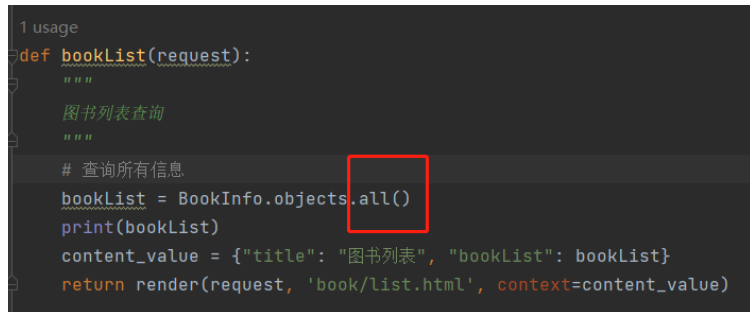 1 usage
def bookList(request):
"""
图书列表查询
"""
# 查询所有信息
bookList = BookInfo.objects.all()
print(bookList)
content_value = {"title": "图书列表", "bookList": bookList}
return render(request, 'book/list.html', context=content_value)